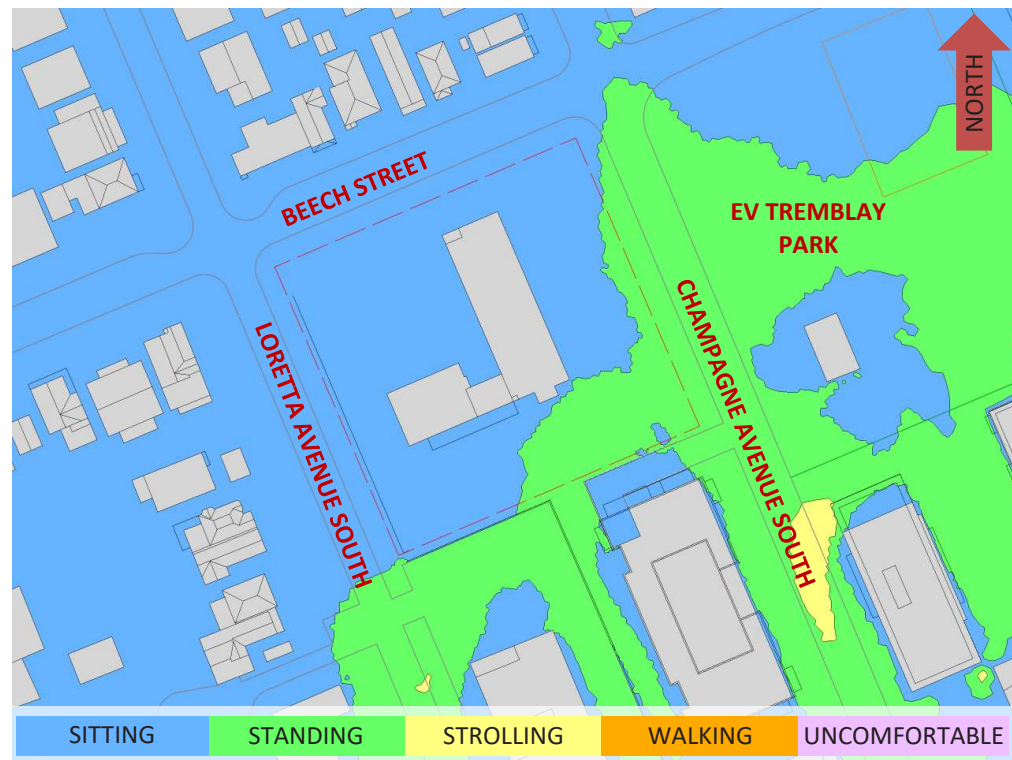 NORTH
BEECH STREET
EV TREMBLAY
PARK
LORETTA AVENUE SOUTH
CHAMPAGNE AVENUE SOUTH
SITTING
STANDING
STROLLING
WALKING
UNCOMFORTABLE